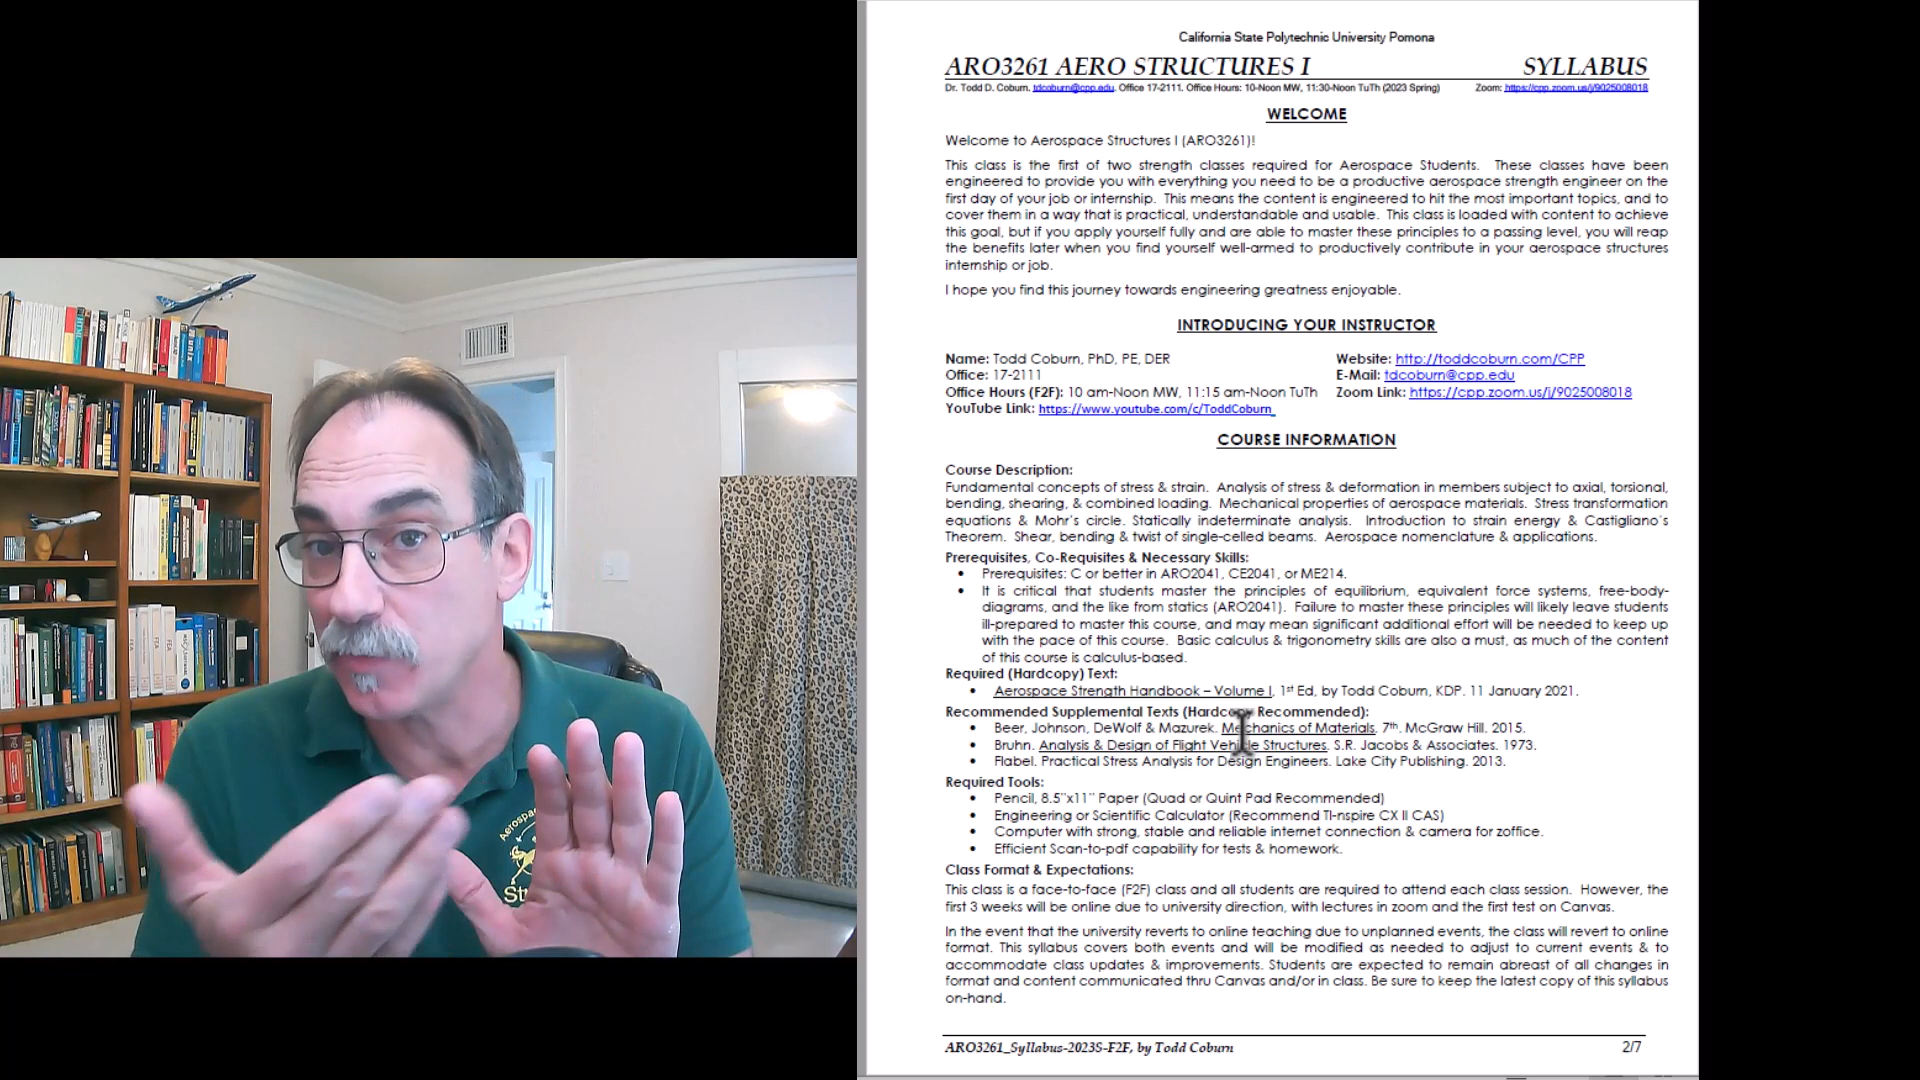 California State Polytechnic University Pomona
ARO3261 AERO STRUCTURES I SYLLABUS
Dr. Todd D. Coburn. tdcoburn@cpp.edu. Office 17-2111. Office Hours: 10-Noon MW, 11:30-Noon TuTh (2023 Spring) Zoom: https://cpp.zoom.us/j/9025008018
WELCOME
Welcome to Aerospace Structures I (ARO3261)!
This class is the first of two strength classes required for Aerospace Students. These classes have been
engineered to provide you with everything you need to be a productive aerospace strength engineer on the
first day of your job or internship. This means the content is engineered to hit the most important topics, and to
cover them in a way that is practical, understandable and usable. This class is loaded with content to achieve
this goal, but if you apply yourself fully and are able to master these principles to a passing level, you will reap
the benefits later when you find yourself well-armed to productively contribute in your aerospace structures
internship or job.
I hope you find this journey towards engineering greatness enjoyable.
INTRODUCING YOUR INSTRUCTOR
Name: Todd Coburn, PhD, PE, DER Website: http://toddcoburn.com/CPP
Office: 17-2111 E-Mail: tdcoburn@cpp.edu
Office Hours (F2F): 10 am-Noon MW, 11:15 am-Noon TuTh Zoom Link: https://cpp.zoom.us/j/9025008018
YouTube Link: https://www.youtube.com/c/ToddCoburn
COURSE INFORMATION
Course Description:
Fundamental concepts of stress & strain. Analysis of stress & deformation in members subject to axial, torsional,
bending, shearing, & combined loading. Mechanical properties of aerospace materials. Stress transformation
equations & Mohr's circle. Statically indeterminate analysis. Introduction to strain energy & Castigliano's
Theorem. Shear, bending & twist of single-celled beams. Aerospace nomenclature & applications.
Prerequisites, Co-Requisites & Necessary Skills:
• Prerequisites: C or better in ARO2041, CE2041, or ME214.
• It is critical that students master the principles of equilibrium, equivalent force systems, free-body-
diagrams, and the like from statics (ARO2041). Failure to master these principles will likely leave students
ill-prepared to master this course, and may mean significant additional effort will be needed to keep up
with the pace of this course. Basic calculus & trigonometry skills are also a must, as much of the content
of this course is calculus-based.
Required (Hardcopy) Text:
• Aerospace Strength Handbook – Volume I, 1st Ed, by Todd Coburn, KDP. 11 January 2021.
Recommended Supplemental Texts (Hardcopy Recommended):
• Beer, Johnson, DeWolf & Mazurek. Mechanics of Materials. 7th. McGraw Hill. 2015.
• Bruhn. Analysis & Design of Flight Vehicle Structures. S.R. Jacobs & Associates. 1973.
• Flabel. Practical Stress Analysis for Design Engineers. Lake City Publishing. 2013.
Required Tools:
• Pencil, 8.5"x11" Paper (Quad or Quint Pad Recommended)
• Engineering or Scientific Calculator (Recommend TI-nspire CX II CAS)
• Computer with strong, stable and reliable internet connection & camera for zoffice.
• Efficient Scan-to-pdf capability for tests & homework.
Class Format & Expectations:
This class is a face-to-face (F2F) class and all students are required to attend each class session. However, the
first 3 weeks will be online due to university direction, with lectures in zoom and the first test on Canvas.
In the event that the university reverts to online teaching due to unplanned events, the class will revert to online
format. This syllabus covers both events and will be modified as needed to adjust to current events & to
accommodate class updates & improvements. Students are expected to remain abreast of all changes in
format and content communicated thru Canvas and/or in class. Be sure to keep the latest copy of this syllabus
on-hand.
ARO3261_Syllabus-2023S-F2F, by Todd Coburn 2/7